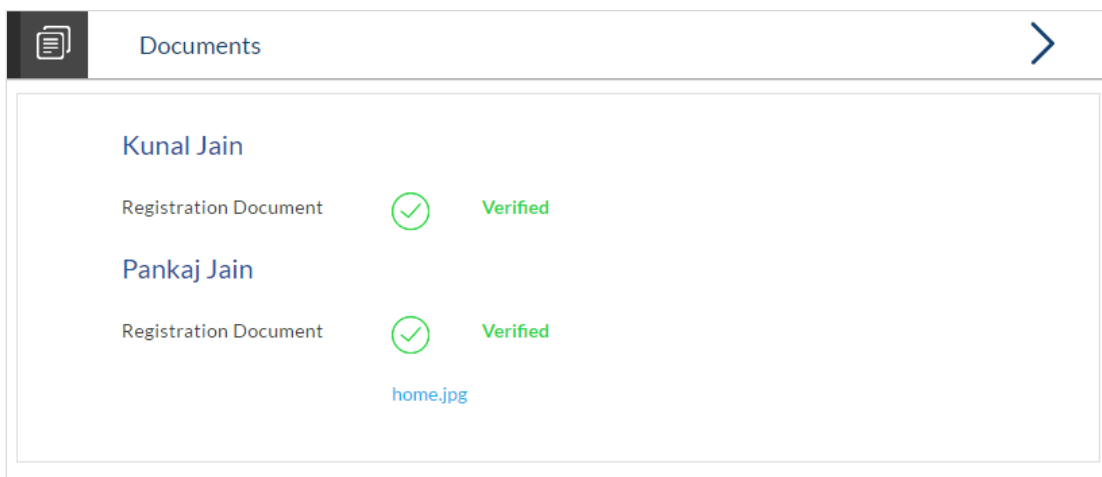 Documents
Kunal Jain
Registration Document Verified
Pankaj Jain
Registration Document Verified
home.jpg